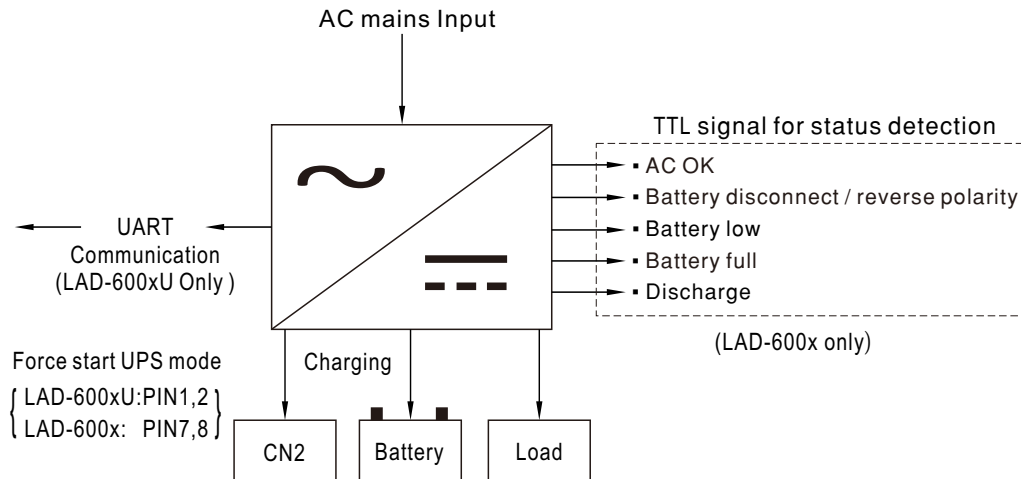 AC mains Input
TTL signal for status detection
▪ AC OK
▪ Battery disconnect / reverse polarity
▪ Battery low
▪ Battery full
▪ Discharge
(LAD-600x only)
UART
Communication
(LAD-600xU Only )
Force start UPS mode
{ LAD-600xU:PIN1,2 }
{ LAD-600x: PIN7,8 }
Charging
CN2
Battery
Load